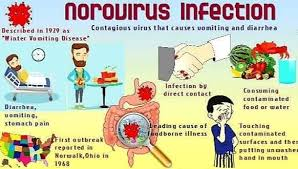 NOROVIRUS INFECTION
Contagious virus that causes vomiting and diarrhea
Described in 1929 as
"Winter Vomiting Disease"
Diarrhea,
vomiting,
stomach pain
Infection by
direct contact
Consuming
contaminated
food or water
First outbreak
reported in
Norwalk,Ohio in
1968
Leading cause of
foodborne illness
Touching
contaminated
surfaces and then
putting unwashed
hand in mouth